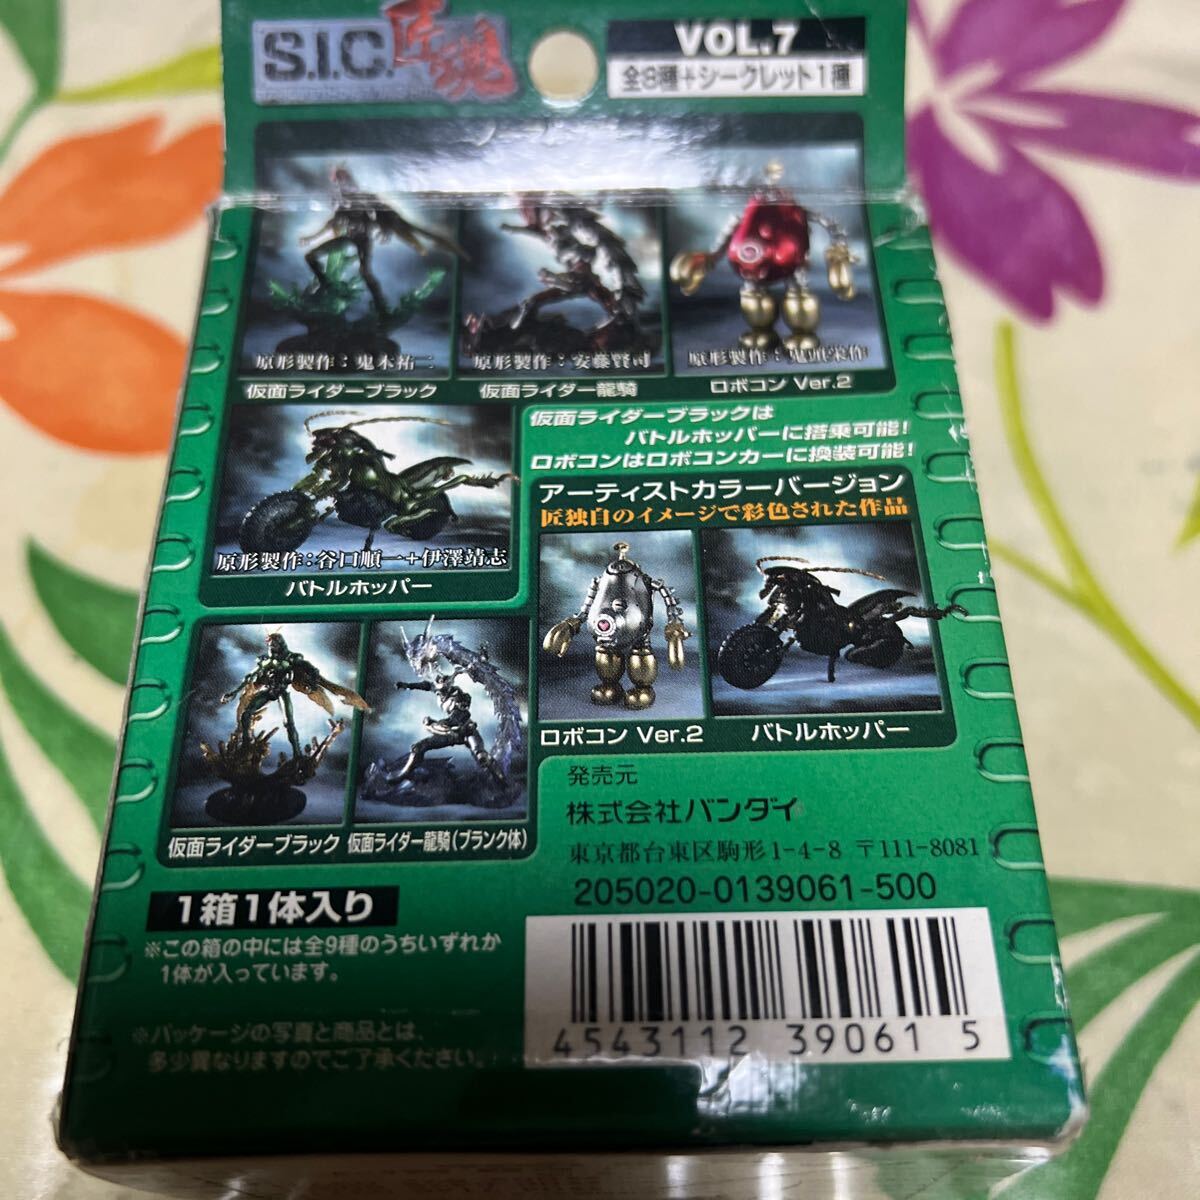 S.I.C.匠魂
VOL.7
全8種+シークレット1種
原形製作：鬼木祐二
仮面ライダーブラック
原形製作：安藤賢司
仮面ライダー龍騎
原形製作：鬼頭栄作
ロボコン Ver.2
仮面ライダーブラックは
バトルホッパーに搭乗可能!
ロボコンはロボコンカーに換装可能!
原形製作：谷口順一+伊澤靖志
バトルホッパー
アーティストカラーバージョン
匠独自のイメージで彩色された作品
ロボコン Ver.2
バトルホッパー
仮面ライダーブラック
仮面ライダー龍騎(ブランク体)
発売元
株式会社バンダイ
東京都台東区駒形1-4-8 〒111-8081
205020-0139061-500
1箱1体入り
※この箱の中には全9種のうちいずれか
1体が入っています。
※パッケージの写真と商品とは、
多少異なりますのでご了承ください。
4543112 390615